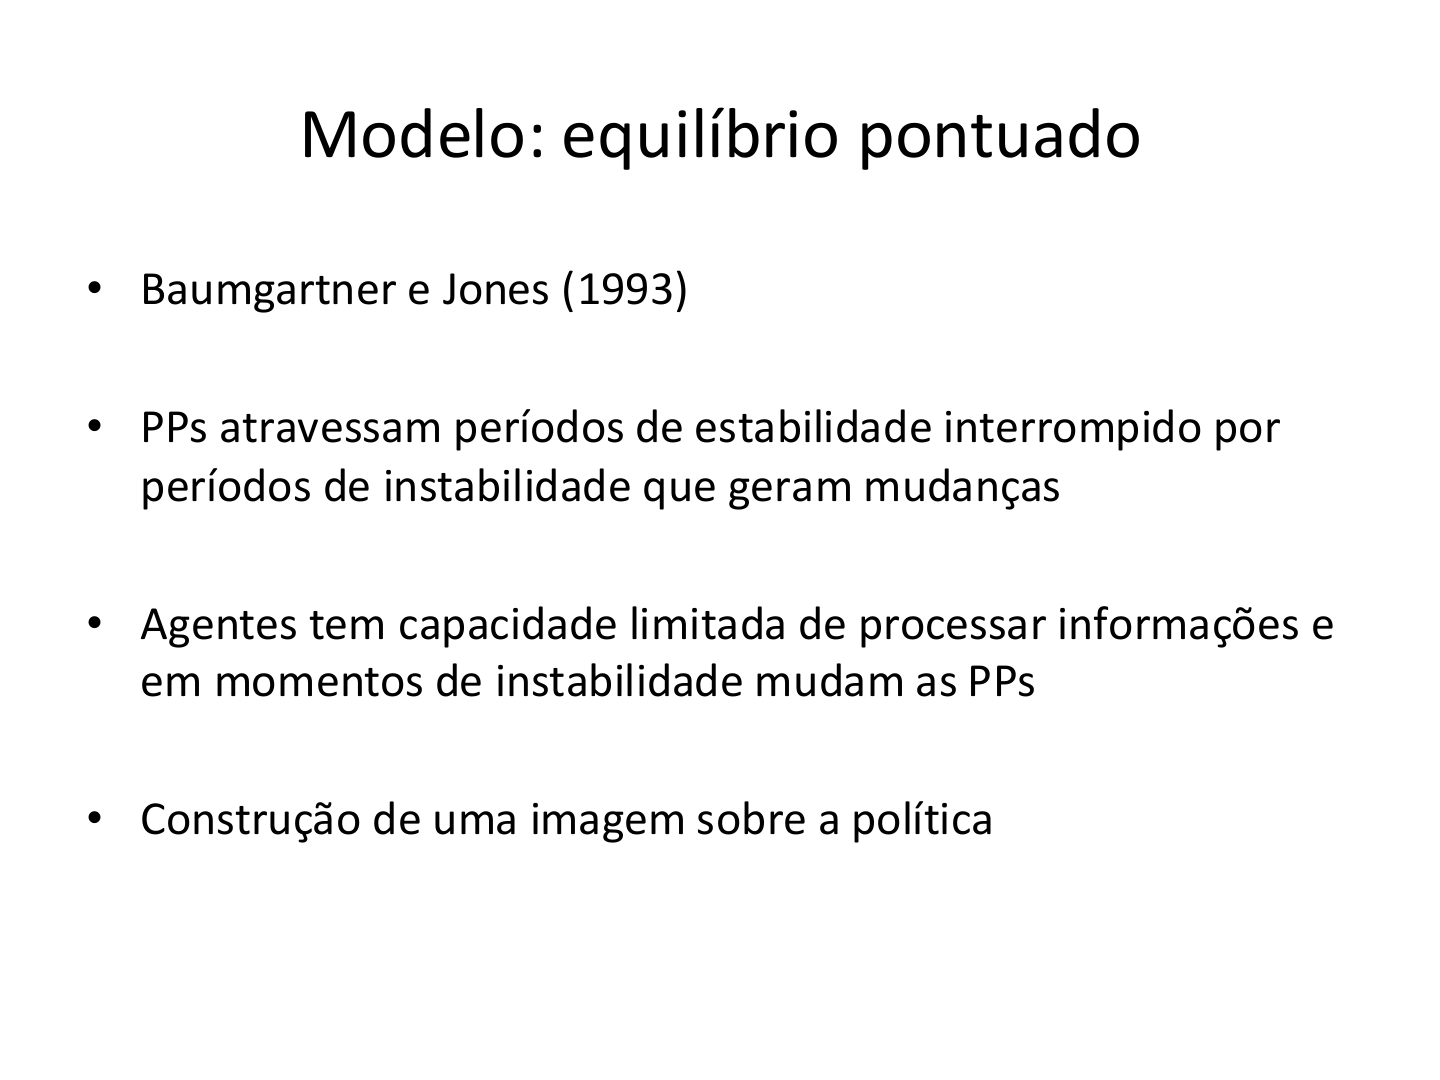 Modelo: equilíbrio pontuado
• Baumgartner e Jones (1993)
• PPs atravessam períodos de estabilidade interrompido por
períodos de instabilidade que geram mudanças
• Agentes tem capacidade limitada de processar informações e
em momentos de instabilidade mudam as PPs
• Construção de uma imagem sobre a política